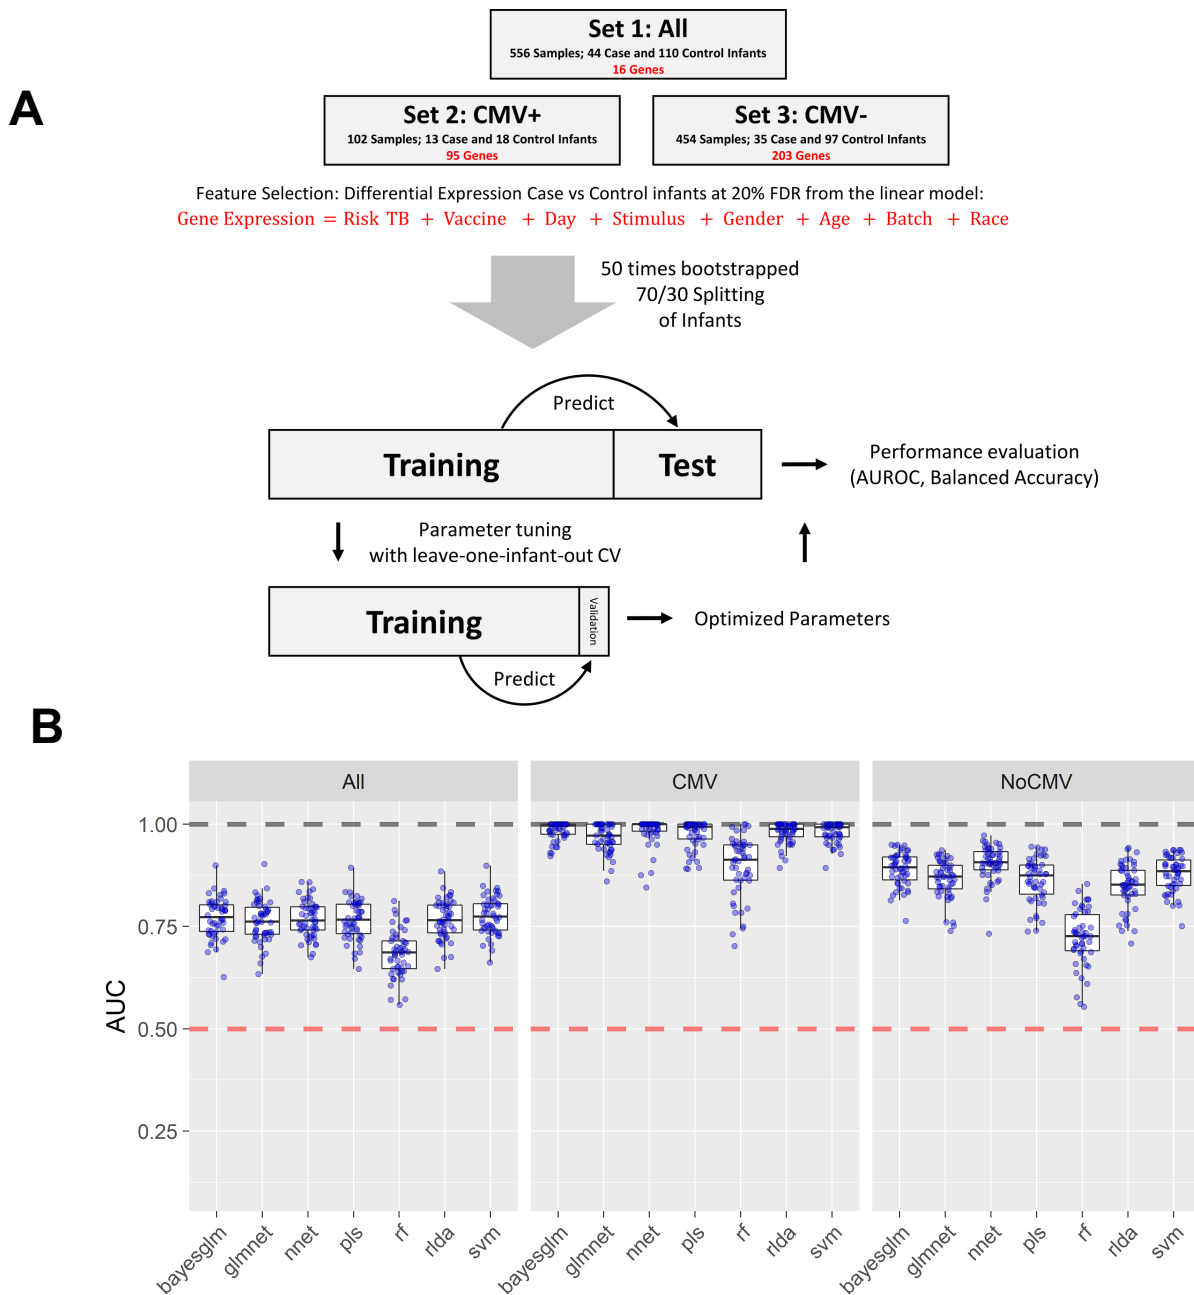 A
Set 1: All
556 Samples; 44 Case and 110 Control Infants
16 Genes
Set 2: CMV+
102 Samples; 13 Case and 18 Control Infants
95 Genes
Set 3: CMV-
454 Samples; 35 Case and 97 Control Infants
203 Genes
Feature Selection: Differential Expression Case vs Control infants at 20% FDR from the linear model:
Gene Expression = Risk TB + Vaccine + Day + Stimulus + Gender + Age + Batch + Race
50 times bootstrapped
70/30 Splitting
of Infants
Predict
Training
Test
Performance evaluation
(AUROC, Balanced Accuracy)
Parameter tuning
with leave-one-infant-out CV
Training
Validation
Optimized Parameters
Predict
B
All
CMV
NoCMV
AUC
1.00
0.75
0.50
0.25
bayesglm
glmnet
nnet
pls
rf
rlda
svm
bayesglm
glmnet
nnet
pls
rf
rlda
svm
bayesglm
glmnet
nnet
pls
rf
rlda
svm